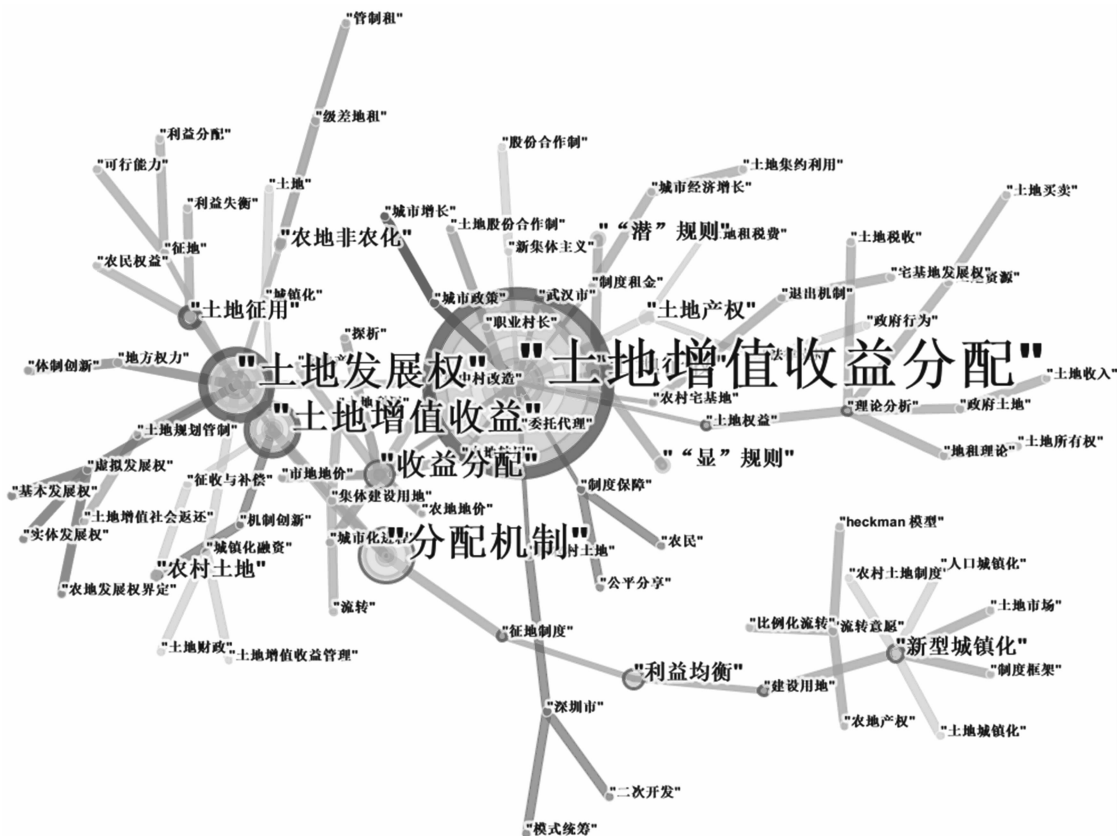 "管制租"
"级差地租"
"利益分配"
"股份合作制"
"可行能力"
"土地集约利用"
"土地"
"城市经济增长"
"土地买卖"
"利益失衡"
"城市增长"
"土地股份合作制"
"“潜”规则"
"农地非农化"
"土地税收"
"征地"
"新集体主义"
"农民权益"
"宅基地发展权"
"制度租金"
"城镇化"
"城市政策"
"武汉市"
"退出机制"
"土地征用"
"土地产权"
"职业村长"
"政府行为"
"探析"
"体制创新"
"地方权力"
"土地发展权"
"土地增值收益分配"
"土地收入"
"农村宅基地"
"理论分析"
"政府土地"
"土地增值收益"
"土地权益"
"委托代理"
"土地规划管制"
"土地所有权"
"地租理论"
"收益分配"
"“显”规则"
"虚拟发展权"
"市地地价"
"征收与补偿"
"制度保障"
"基本发展权"
"集体建设用地"
"农地地价"
"土地增值社会返还"
"机制创新"
"heckman 模型"
"实体发展权"
"分配机制"
"农民"
"城镇化融资"
"人口城镇化"
"农村土地"
"农村土地制度"
"公平分享"
"农地发展权界定"
"流转"
"土地市场"
"比例化流转"
"流转意愿"
"征地制度"
"新型城镇化"
"土地财政"
"土地增值收益管理"
"利益均衡"
"制度框架"
"建设用地"
"深圳市"
"农地产权"
"土地城镇化"
"二次开发"
"模式统筹"